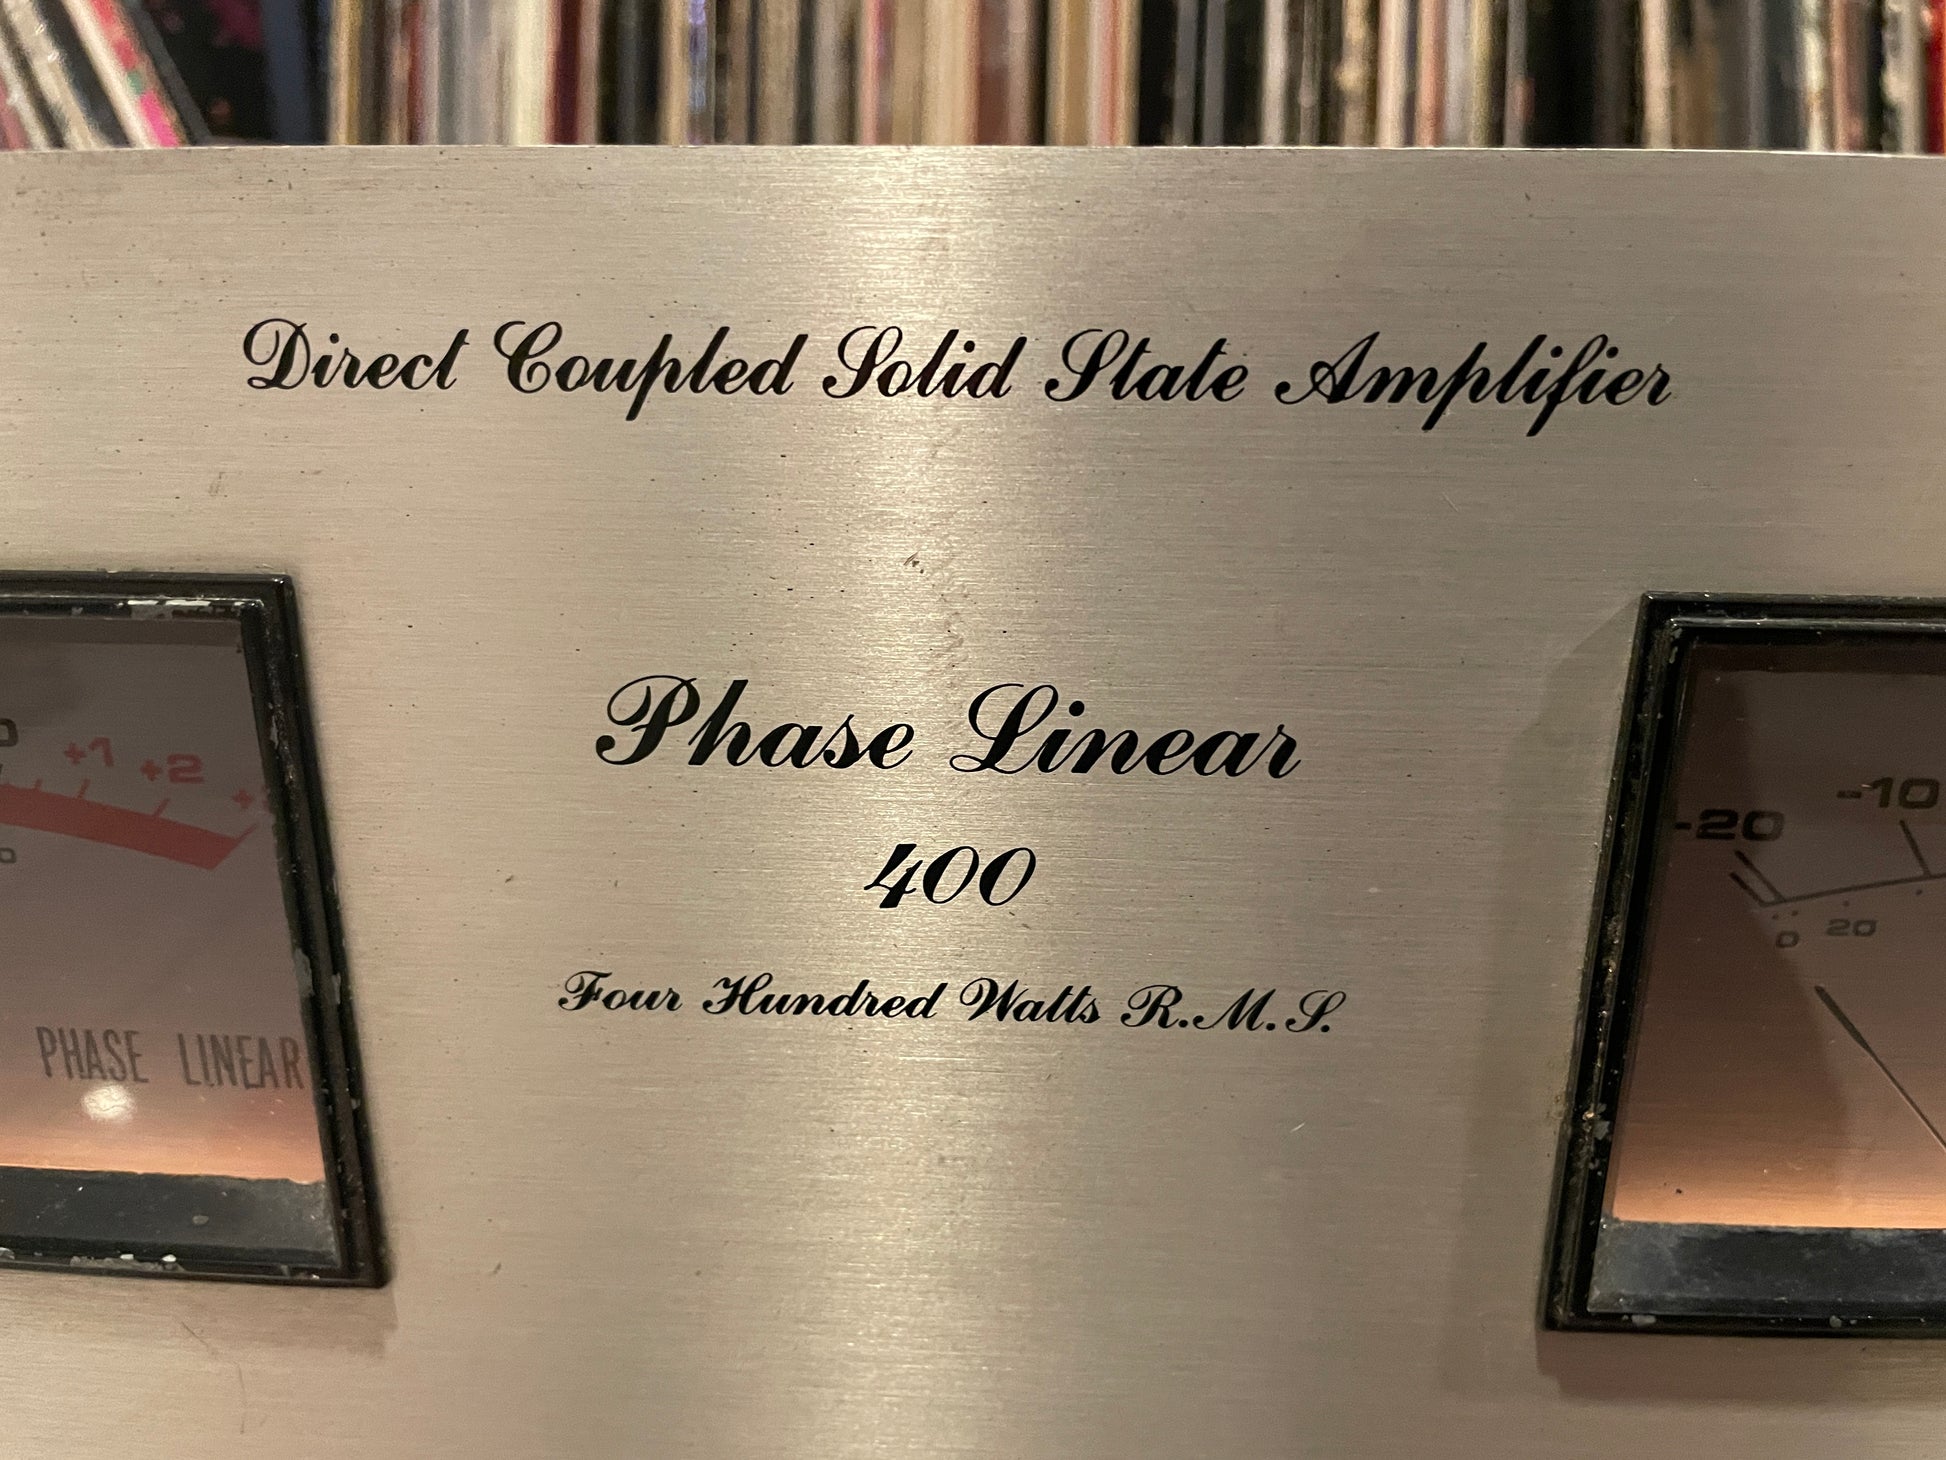 Direct Coupled Solid State Amplifier
Phase Linear
400
Four Hundred Watts R.M.S.
0 +1 +2
PHASE LINEAR
-20 -10
0 20